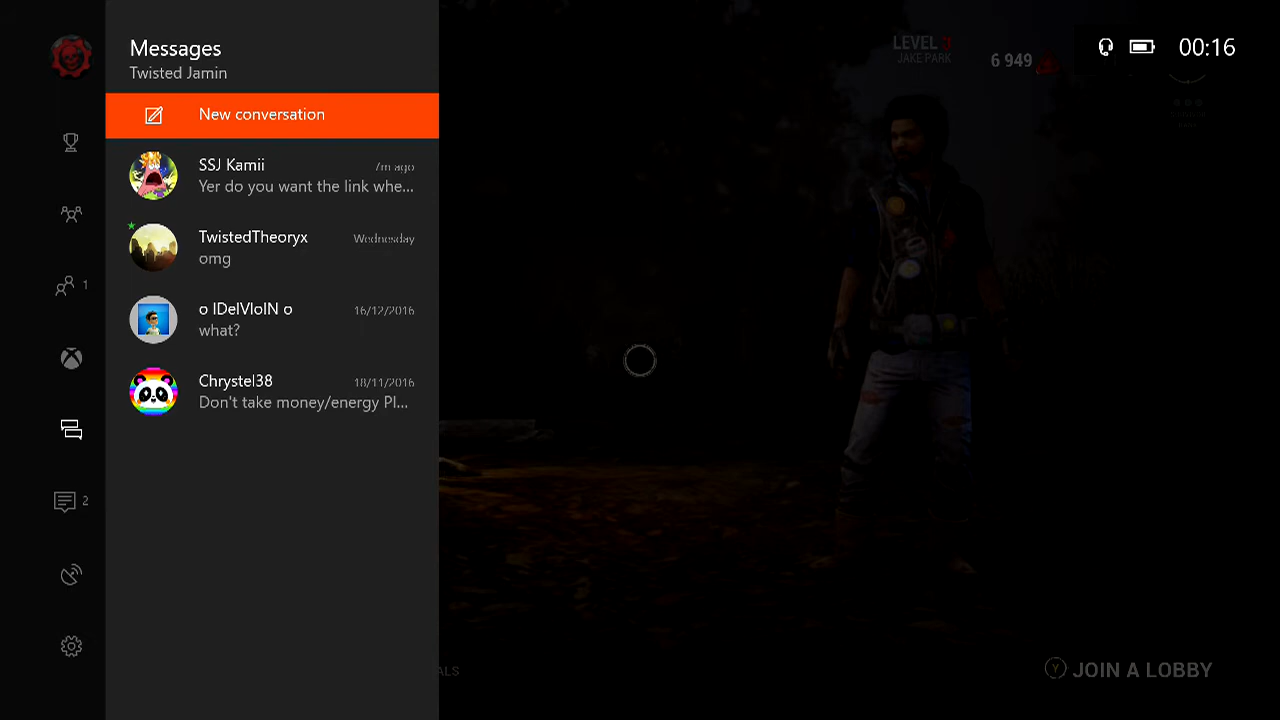 Messages
Twisted Jamin
New conversation
SSJ Kamii
7m ago
Yer do you want the link whe...
TwistedTheoryx
Wednesday
omg
o IDeIVIoIN o
16/12/2016
what?
Chrystel38
18/11/2016
Don't take money/energy Pl...
1
2
LEVEL
JAKE PARK
6 949
00:16
ALS
Y JOIN A LOBBY